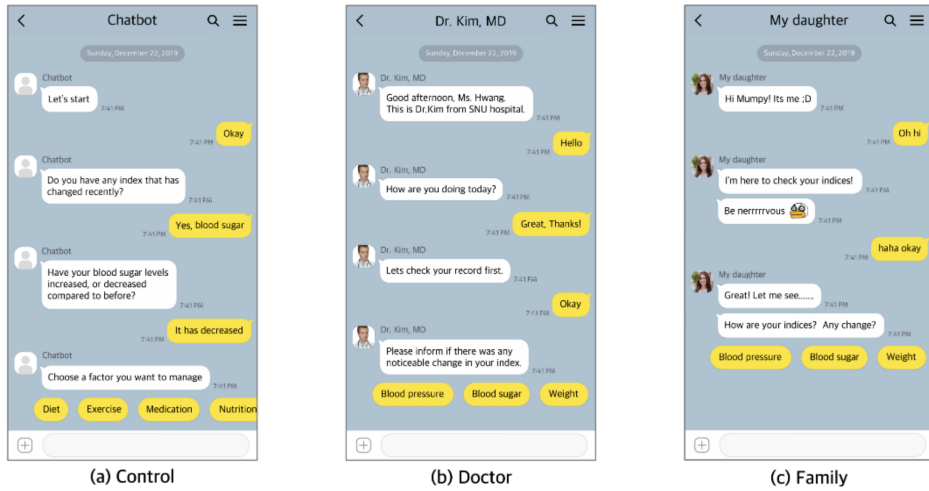 Chatbot
Sunday, December 22, 2019
Chatbot
Let's start
7:41 PM
Okay
7:41 PM
Chatbot
Do you have any index that has
changed recently?
7:41 PM
Yes, blood sugar
7:41 PM
Chatbot
Have your blood sugar levels
increased, or decreased
compared to before?
7:41 PM
It has decreased
7:41 PM
Chatbot
Choose a factor you want to manage
7:41 PM
Diet Exercise Medication Nutrition
(a) Control
Dr. Kim, MD
Sunday, December 22, 2019
Dr. Kim, MD
Good afternoon, Ms. Hwang.
This is Dr.Kim from SNU hospital.
7:41 PM
Hello
7:41 PM
Dr. Kim, MD
How are you doing today?
7:41 PM
Great, Thanks!
7:41 PM
Dr. Kim, MD
Lets check your record first.
7:41 PM
Okay
7:41 PM
Dr. Kim, MD
Please inform if there was any
noticeable change in your index.
7:41 PM
Blood pressure Blood sugar Weight
(b) Doctor
My daughter
Sunday, December 22, 2019
My daughter
Hi Mumpy! Its me ;D
7:41 PM
Oh hi
7:41 PM
My daughter
I'm here to check your indices!
7:41 PM
Be nerrrrrvous
7:41 PM
haha okay
7:41 PM
My daughter
Great! Let me see.......
7:41 PM
How are your indices? Any change?
7:41 PM
Blood pressure Blood sugar Weight
(c) Family